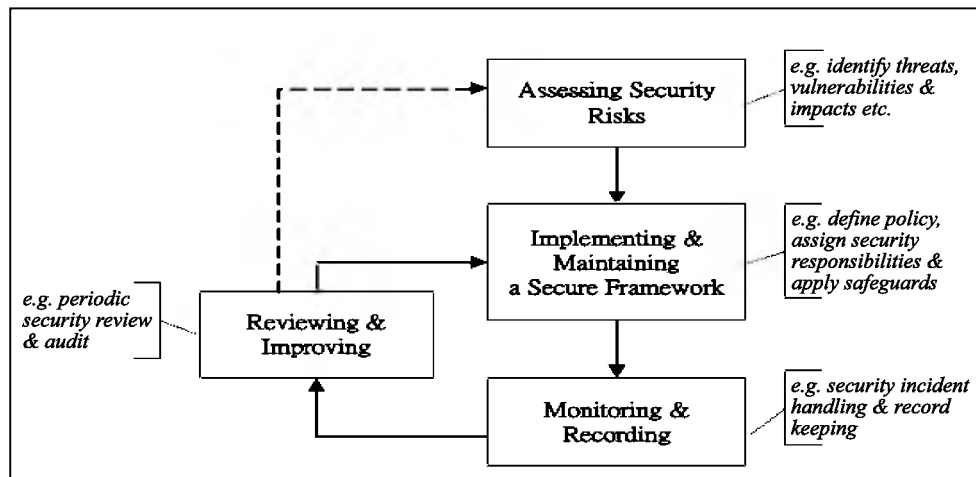 Assessing Security
Risks
e.g. identify threats,
vulnerabilities &
impacts etc.
Implementing &
Maintaining
a Secure Framework
e.g. define policy,
assign security
responsibilities &
apply safeguards
e.g. periodic
security review
& audit
Reviewing &
Improving
Monitoring &
Recording
e.g. security incident
handling & record
keeping